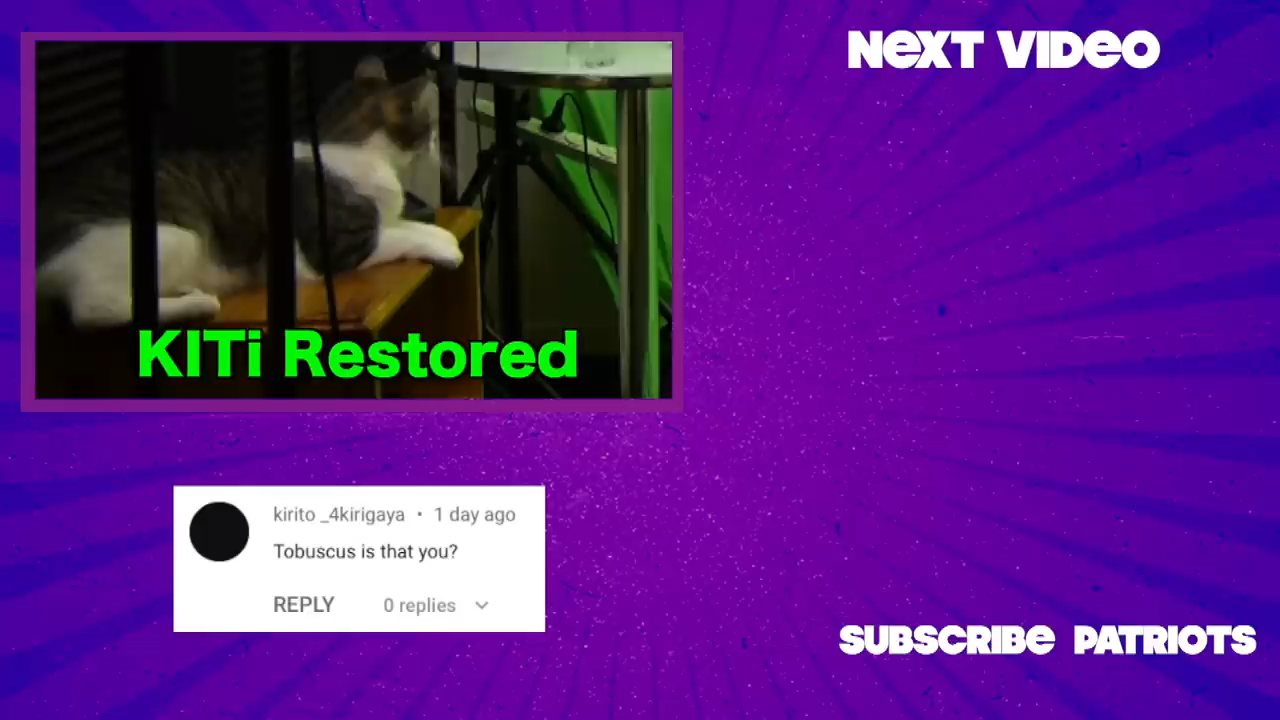 NeXT VIDeO
KITi Restored
kirito _4kirigaya • 1 day ago
Tobuscus is that you?
REPLY 0 replies
SUBSCRIBe PATRIOTS